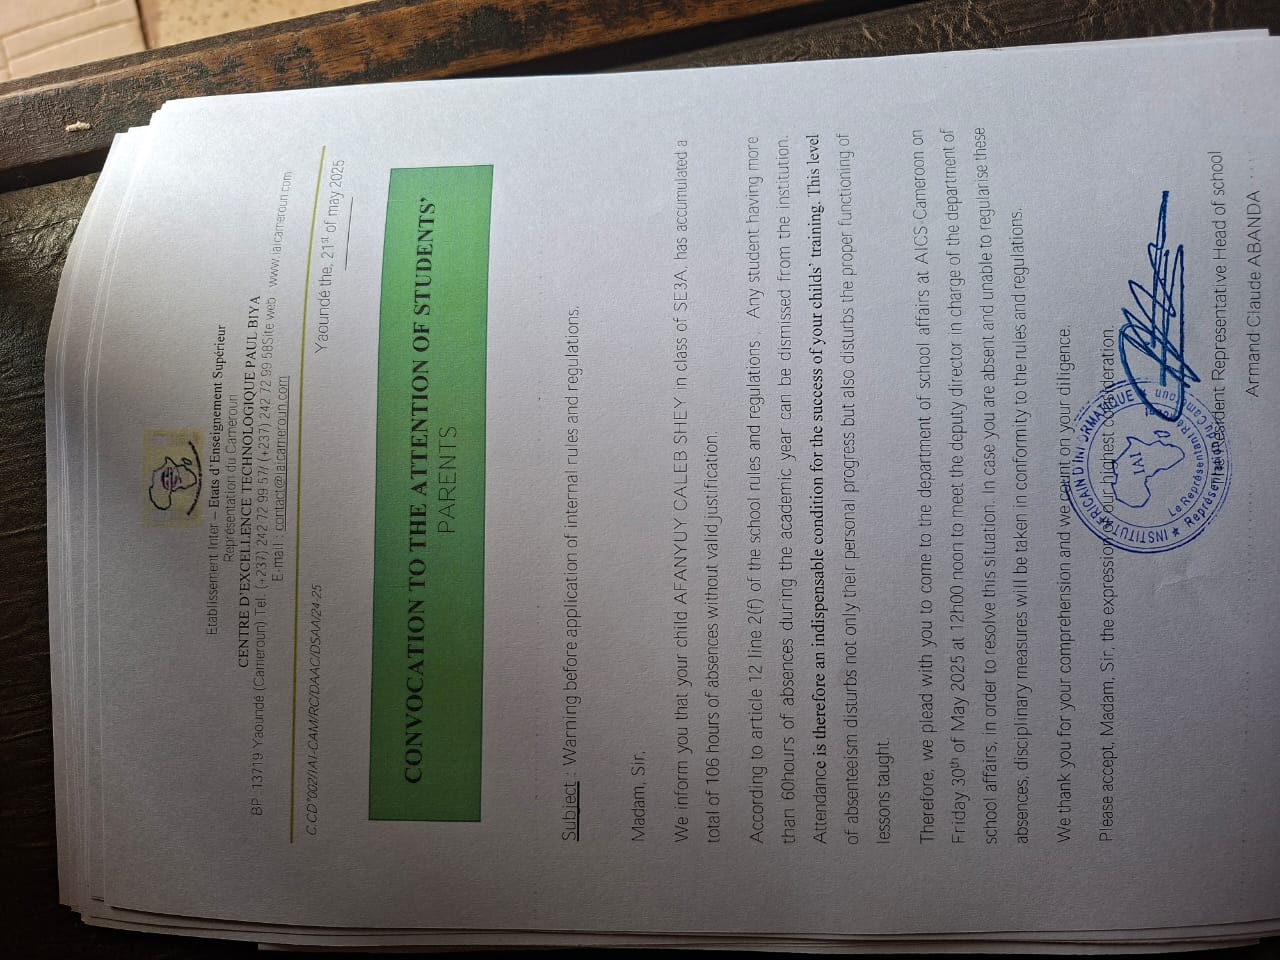 Etablissement Inter – Etats d'Enseignement Supérieur
Représentation du Cameroun
CENTRE D'EXCELLENCE TECHNOLOGIQUE PAUL BIYA
BP 13719 Yaoundé (Cameroun) Tel. (+237) 242 72 99 57/ (+237) 242 72 99 58Site web www.iaicameroun.com
E-mail : contact@iaicameroun.com
Yaoundé the, 21st of may 2025
CONVOCATION TO THE ATTENTION OF STUDENTS'
PARENTS
Subject : Warning before application of internal rules and regulations.
Madam, Sir,
We inform you that your child AFANYUY CALEB SHEY in class of SE3A, has accumulated a
total of 106 hours of absences without valid justification.
According to article 12 line 2(f) of the school rules and regulations , Any student having more
than 60hours of absences during the academic year can be dismissed from the institution.
Attendance is therefore an indispensable condition for the success of your childs' training. This level
of absenteeism disturbs not only their personal progress but also disturbs the proper functioning of
lessons taught.
Therefore, we plead with you to come to the department of school affairs at AICS Cameroon on
Friday 30th of May 2025 at 12h00 noon to meet the deputy director in charge of the department of
school affairs, in order to resolve this situation. In case you are absent and unable to regularise these
absences, disciplinary measures will be taken in conformity to the rules and regulations.
We thank you for your comprehension and we count on your diligence.
Please accept, Madam, Sir, the expression of our highest consideration.
INSTITUT AFRICAIN D'INFORMATIQUE
IAI
Le Représentant Résident
Représentation du Cameroun
Resident Representative Head of school
Armand Claude ABANDA